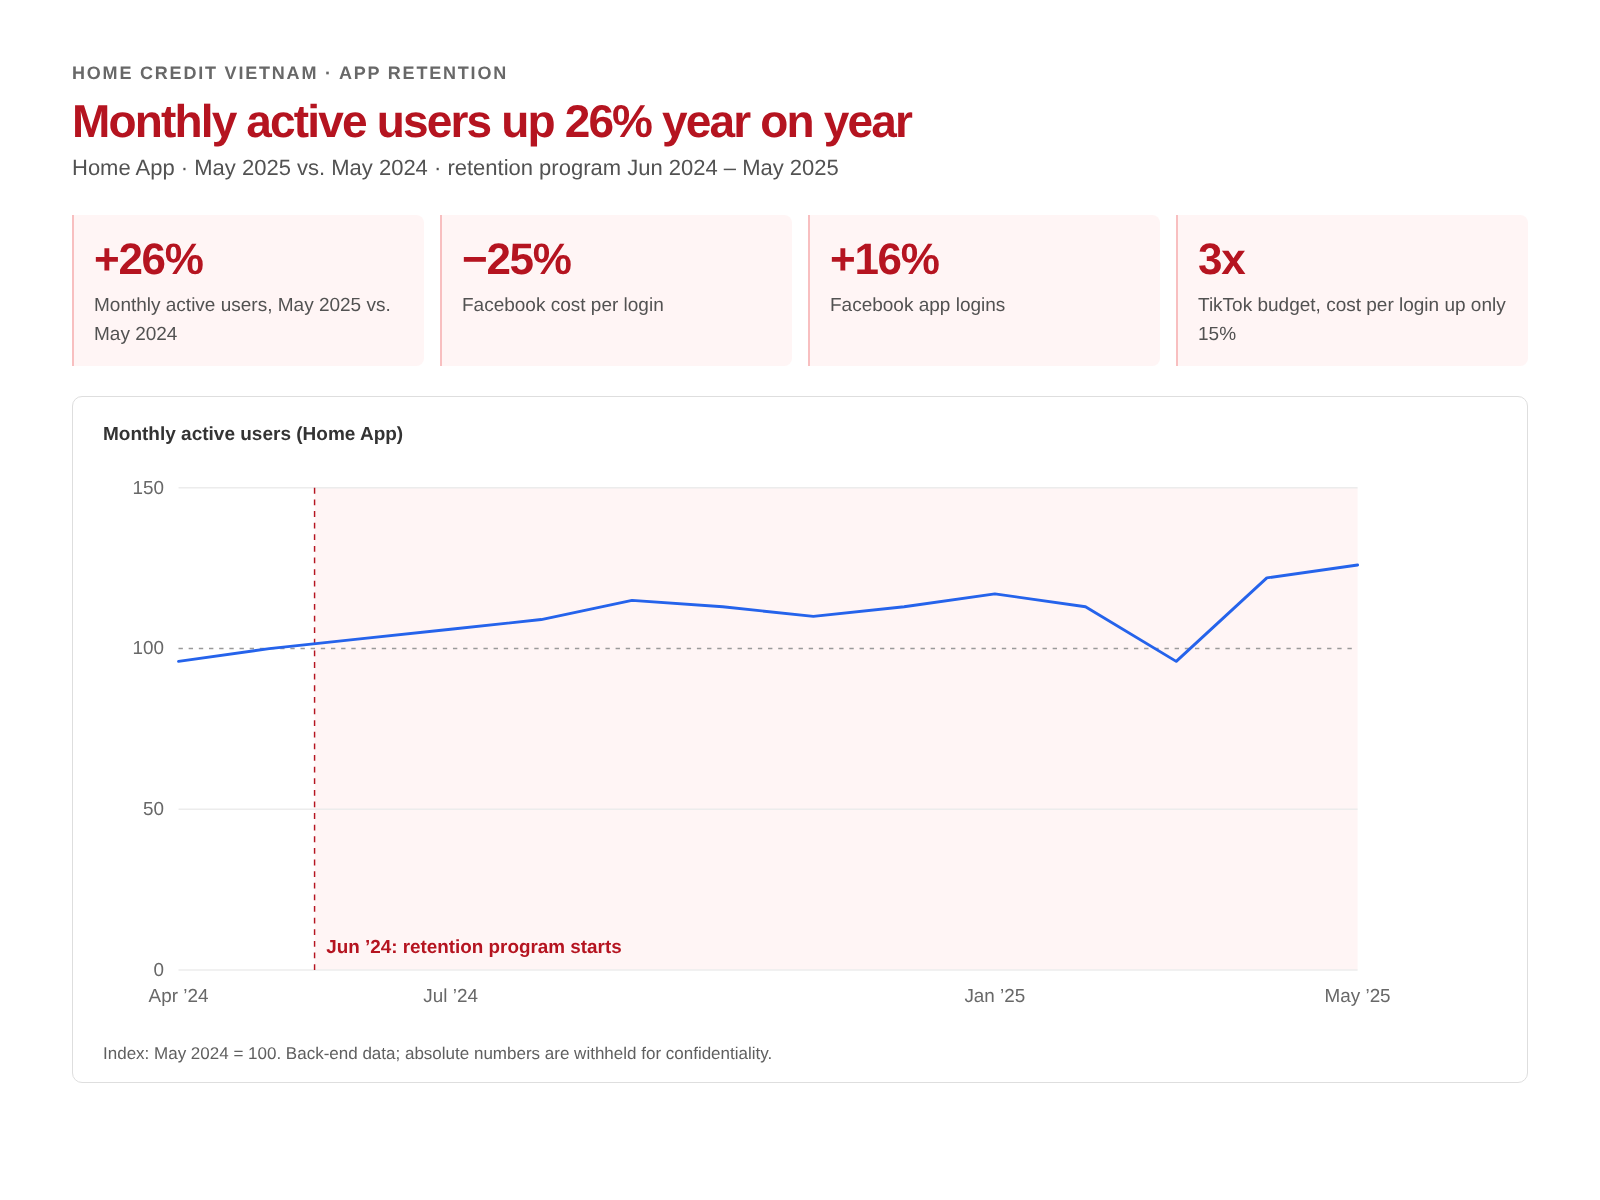 HOME CREDIT VIETNAM · APP RETENTION
Monthly active users up 26% year on year
Home App · May 2025 vs. May 2024 · retention program Jun 2024 – May 2025
+26%
Monthly active users, May 2025 vs.
May 2024
−25%
Facebook cost per login
+16%
Facebook app logins
3x
TikTok budget, cost per login up only
15%
Monthly active users (Home App)
150
100
50
0
Jun ’24: retention program starts
Apr ’24
Jul ’24
Jan ’25
May ’25
Index: May 2024 = 100. Back-end data; absolute numbers are withheld for confidentiality.